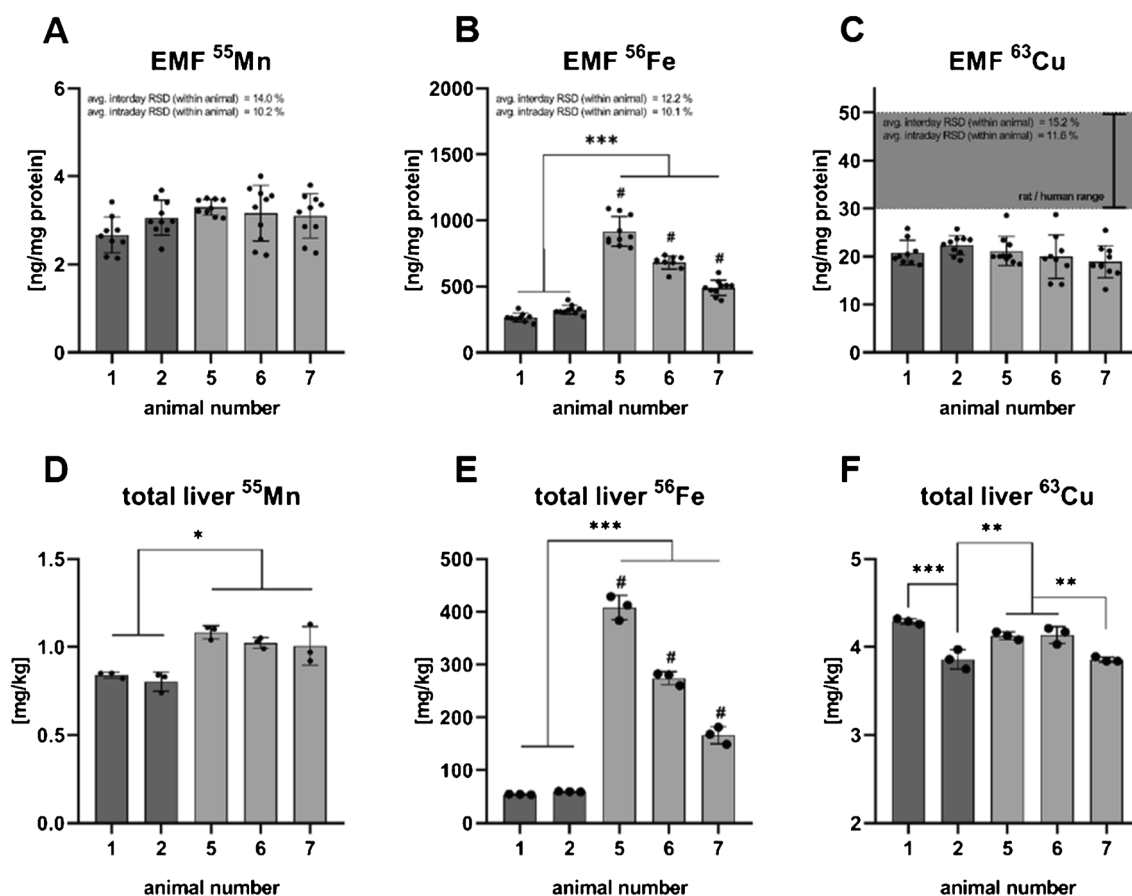 A
EMF ⁵⁵Mn
avg. interday RSD (within animal) = 14.0 %
avg. intraday RSD (within animal) = 10.2 %
[ng/mg protein]
6
4
2
0
1 2 5 6 7
animal number
B
EMF ⁵⁶Fe
avg. interday RSD (within animal) = 12.2 %
avg. intraday RSD (within animal) = 10.1 %
[ng/mg protein]
2000
1500
1000
500
0
***
#
#
#
1 2 5 6 7
animal number
C
EMF ⁶³Cu
avg. interday RSD (within animal) = 15.2 %
avg. intraday RSD (within animal) = 11.6 %
rat / human range
[ng/mg protein]
50
40
30
20
10
0
1 2 5 6 7
animal number
D
total liver ⁵⁵Mn
*
[mg/kg]
1.5
1.0
0.5
0.0
1 2 5 6 7
animal number
E
total liver ⁵⁶Fe
***
#
#
#
[mg/kg]
500
400
300
200
100
0
1 2 5 6 7
animal number
F
total liver ⁶³Cu
**
***
**
[mg/kg]
5
4
3
2
1 2 5 6 7
animal number